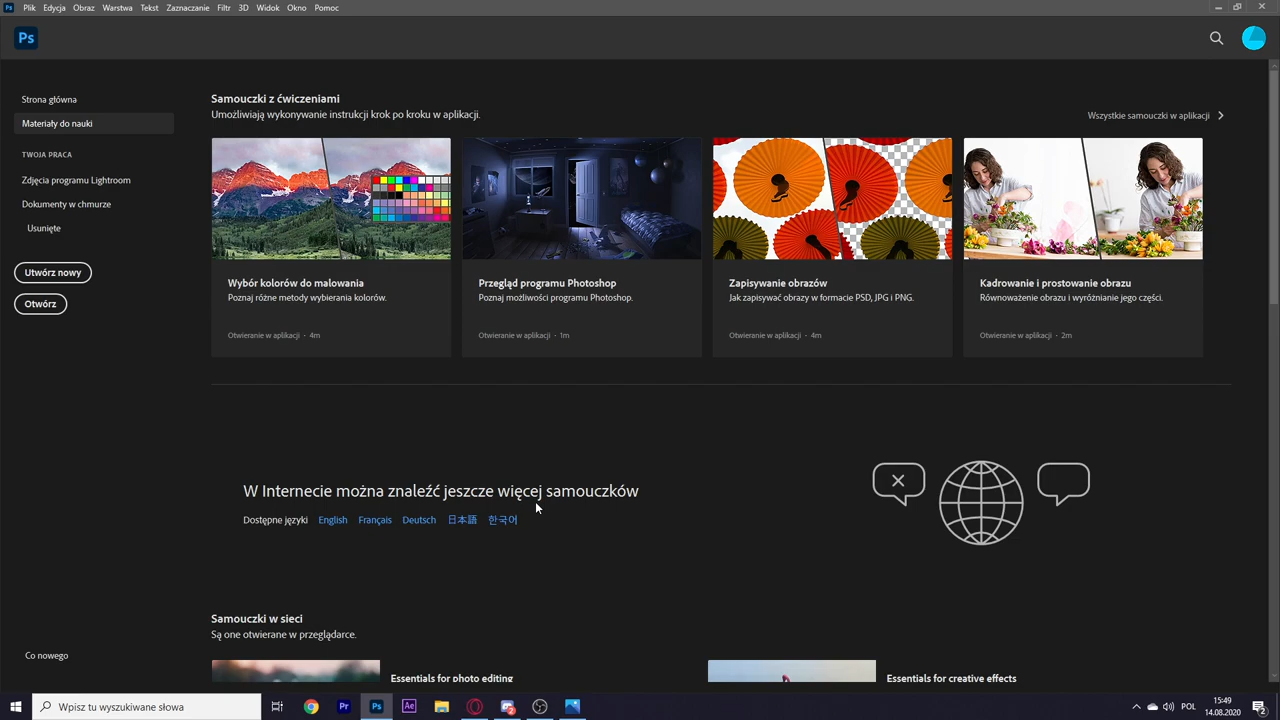 Ps Plik Edycja Obraz Warstwa Tekst Zaznaczanie Filtr 3D Widok Okno Pomoc
Ps
Strona główna
Materiały do nauki
TWOJA PRACA
Zdjęcia programu Lightroom
Dokumenty w chmurze
Usunięte
Utwórz nowy
Otwórz
Co nowego
Samouczki z ćwiczeniami
Umożliwiają wykonywanie instrukcji krok po kroku w aplikacji.
Wszystkie samouczki w aplikacji
Wybór kolorów do malowania
Poznaj różne metody wybierania kolorów.
Otwieranie w aplikacji • 4m
Przegląd programu Photoshop
Poznaj możliwości programu Photoshop.
Otwieranie w aplikacji • 1m
Zapisywanie obrazów
Jak zapisywać obrazy w formacie PSD, JPG i PNG.
Otwieranie w aplikacji • 4m
Kadrowanie i prostowanie obrazu
Równoważenie obrazu i wyróżnianie jego części.
Otwieranie w aplikacji • 2m
W Internecie można znaleźć jeszcze więcej samouczków
Dostępne języki English Français Deutsch 日本語 한국어
Samouczki w sieci
Są one otwierane w przeglądarce.
Essentials for photo editing
Essentials for creative effects
Wpisz tu wyszukiwane słowa
Pr Ps Ae
POL
15:49
14.08.2020
2